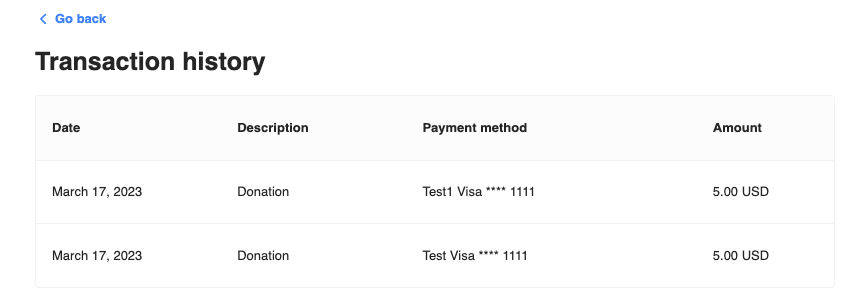 Go back
Transaction history
Date Description Payment method Amount
March 17, 2023 Donation Test1 Visa **** 1111 5.00 USD
March 17, 2023 Donation Test Visa **** 1111 5.00 USD